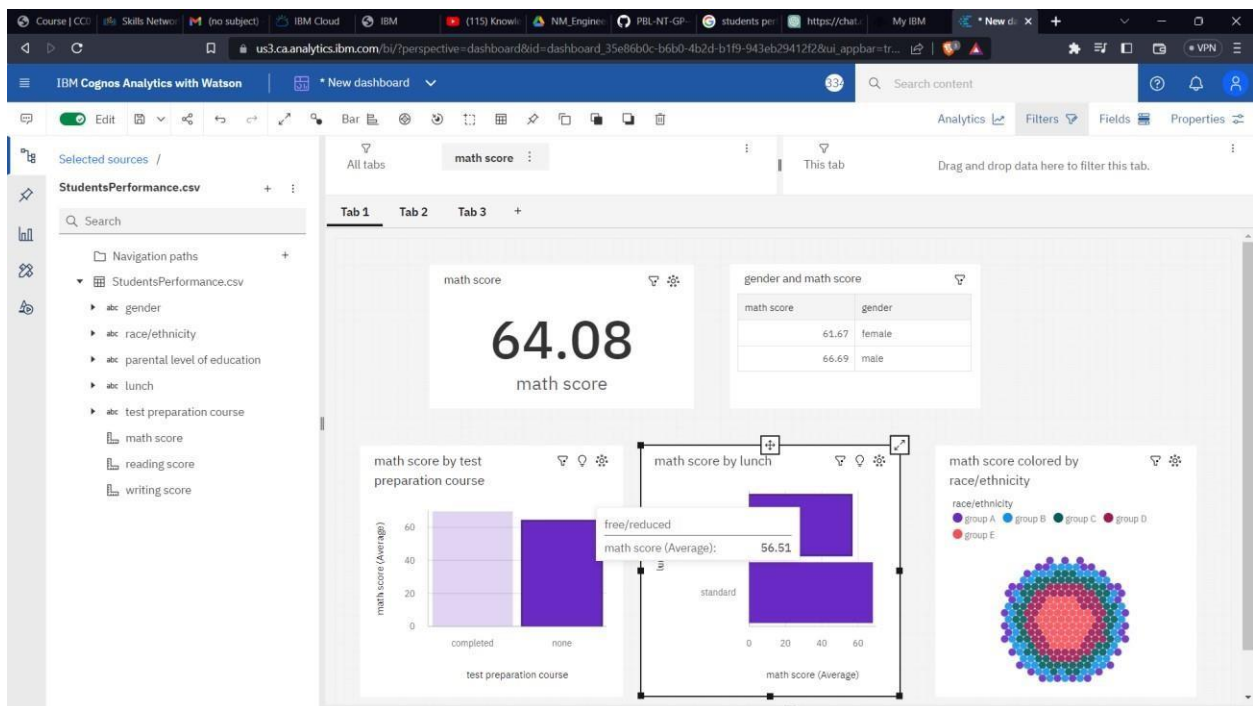 Course | CCD
Skills Networ
(no subject)
IBM Cloud
IBM
(115) Knowl
NM_Enginee
PBL-NT-GP-
students per
https://chat.
My IBM
* New da
us3.ca.analytics.ibm.com/bi/?perspective=dashboard&id=dashboard_35e86b0c-b6b0-4b2d-b1f9-943eb29412f2&ui_appbar=tr...
VPN
IBM Cognos Analytics with Watson
* New dashboard
Search content
Edit
Bar
Analytics
Filters
Fields
Properties
Selected sources /
StudentsPerformance.csv
Search
Navigation paths
StudentsPerformance.csv
abc gender
abc race/ethnicity
abc parental level of education
abc lunch
abc test preparation course
math score
reading score
writing score
All tabs
math score
This tab
Drag and drop data here to filter this tab.
Tab 1 Tab 2 Tab 3 +
math score
64.08
math score
gender and math score
math score gender
61.67 female
66.69 male
math score by test
preparation course
math score (Average)
60
40
20
0
completed none
test preparation course
math score by lunch
free/reduced
math score (Average): 56.51
standard
0 20 40 60
math score (Average)
math score colored by
race/ethnicity
race/ethnicity
group A group B group C group D
group E